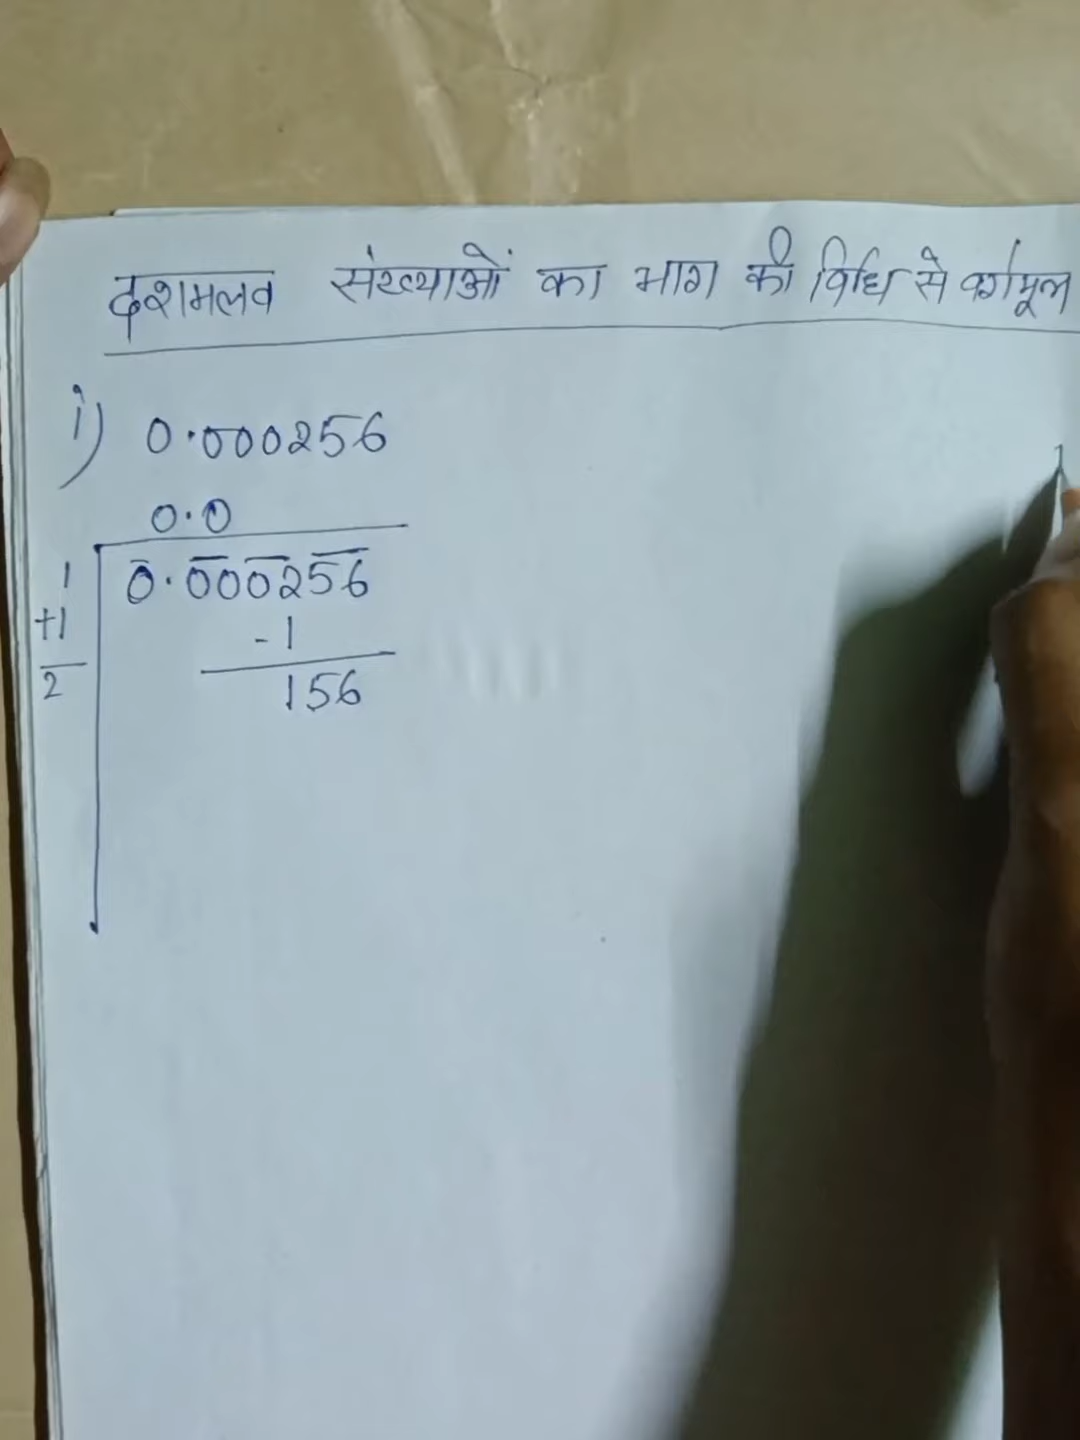 दशमलव संख्याओं का भाग की विधि से वर्गमूल
i) 0.000256
0.0
1 0.000256
+1 -1
2 156